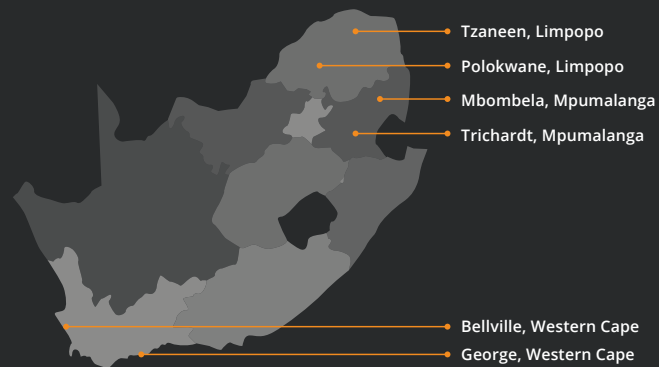 Tzaneen, Limpopo
Polokwane, Limpopo
Mbombela, Mpumalanga
Trichardt, Mpumalanga
Bellville, Western Cape
George, Western Cape